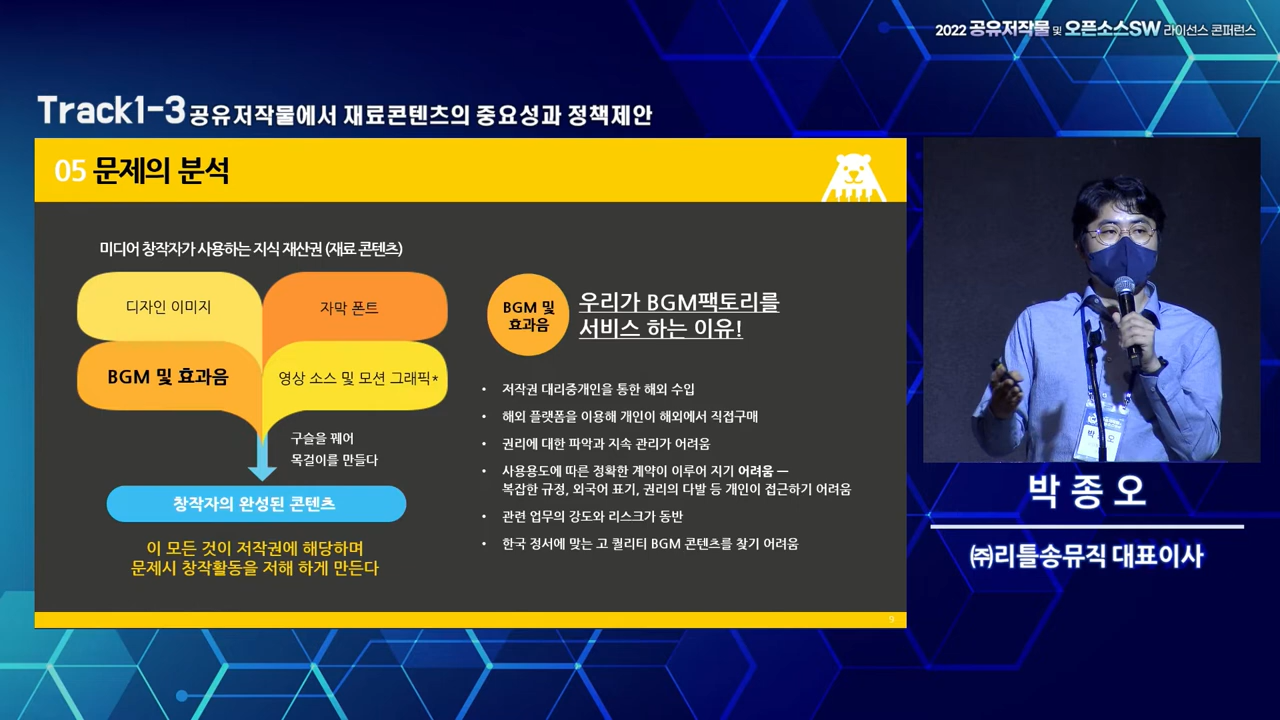 2022 공유저작물 및 오픈소스SW 라이선스 콘퍼런스
Track1-3 공유저작물에서 재료콘텐츠의 중요성과 정책제안
05 문제의 분석
미디어 창작자가 사용하는 지식 재산권 (재료 콘텐츠)
디자인 이미지
자막 폰트
BGM 및 효과음
영상 소스 및 모션 그래픽*
구슬을 꿰어
목걸이를 만들다
창작자의 완성된 콘텐츠
이 모든 것이 저작권에 해당하며
문제시 창작활동을 저해 하게 만든다
BGM 및
효과음
우리가 BGM팩토리를
서비스 하는 이유!
• 저작권 대리중개인을 통한 해외 수입
• 해외 플랫폼을 이용해 개인이 해외에서 직접구매
• 권리에 대한 파악과 지속 관리가 어려움
• 사용용도에 따른 정확한 계약이 이루어 지기 어려움 —
복잡한 규정, 외국어 표기, 권리의 다발 등 개인이 접근하기 어려움
• 관련 업무의 강도와 리스크가 동반
• 한국 정서에 맞는 고 퀄리티 BGM 콘텐츠를 찾기 어려움
9
박종오
박 종 오
㈜리틀송뮤직 대표이사